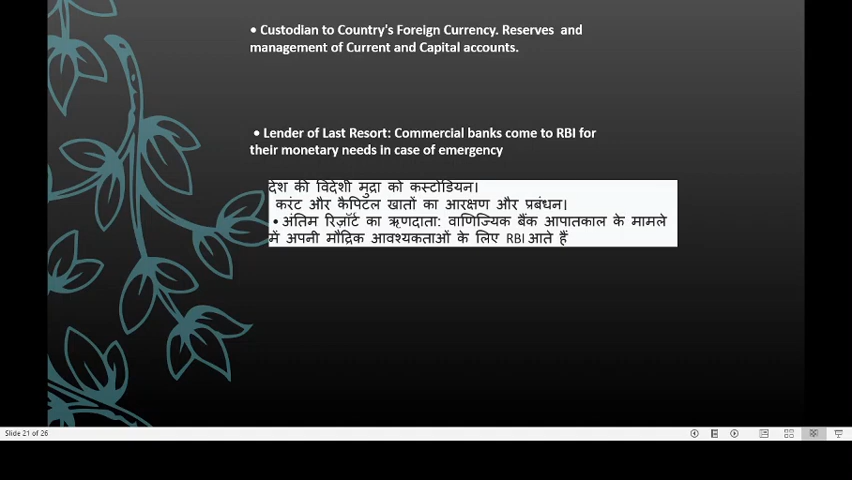 • Custodian to Country's Foreign Currency. Reserves and
management of Current and Capital accounts.
• Lender of Last Resort: Commercial banks come to RBI for
their monetary needs in case of emergency
देश की विदेशी मुद्रा को कस्टोडियन।
करंट और कैपिटल खातों का आरक्षण और प्रबंधन।
• अंतिम रिज़ॉर्ट का ऋणदाता: वाणिज्यिक बैंक आपातकाल के मामले
में अपनी मौद्रिक आवश्यकताओं के लिए RBI आते हैं
Slide 21 of 26